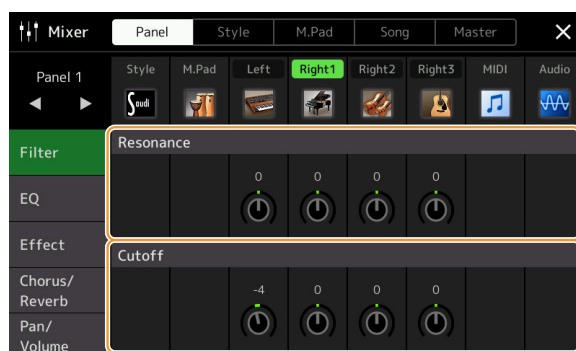 Mixer Panel Style M.Pad Song Master
Panel 1 Style M.Pad Left Right1 Right2 Right3 MIDI Audio
Saudi
Filter
Resonance
0 0 0 0
EQ
Effect
Cutoff
-4 0 0 0
Chorus/
Reverb
Pan/
Volume